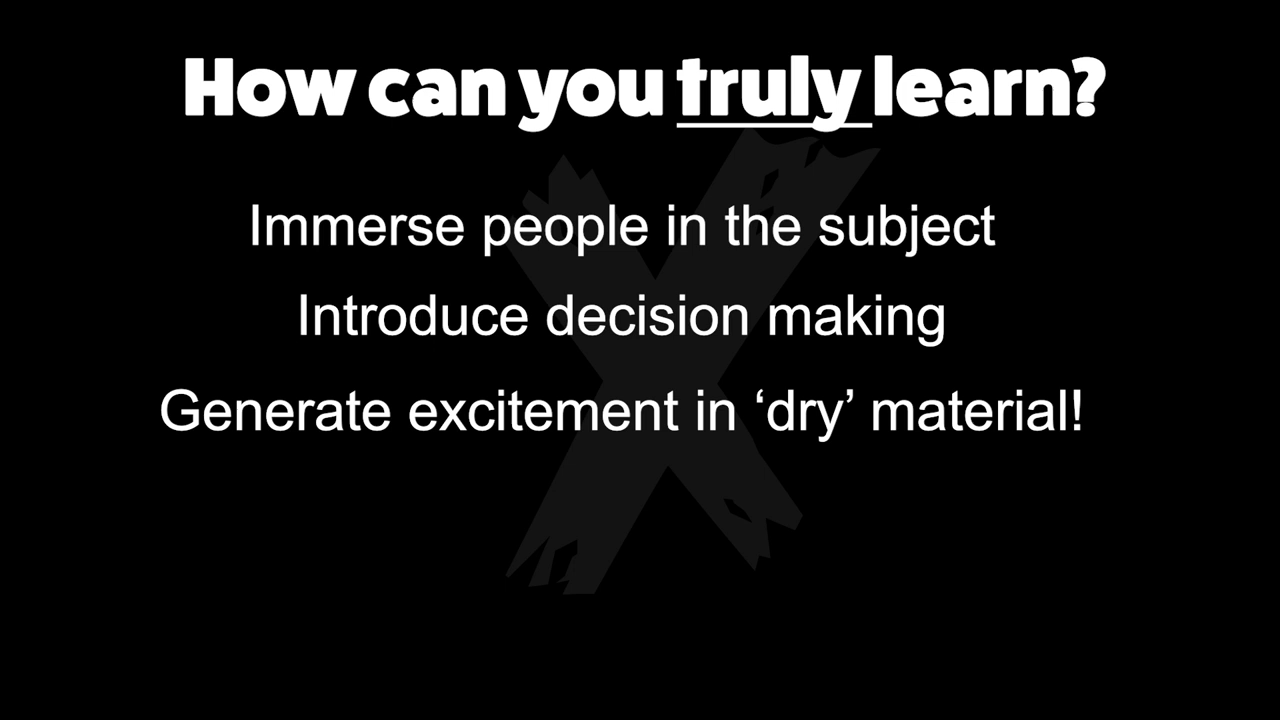 How can you truly learn?
Immerse people in the subject
Introduce decision making
Generate excitement in ‘dry’ material!